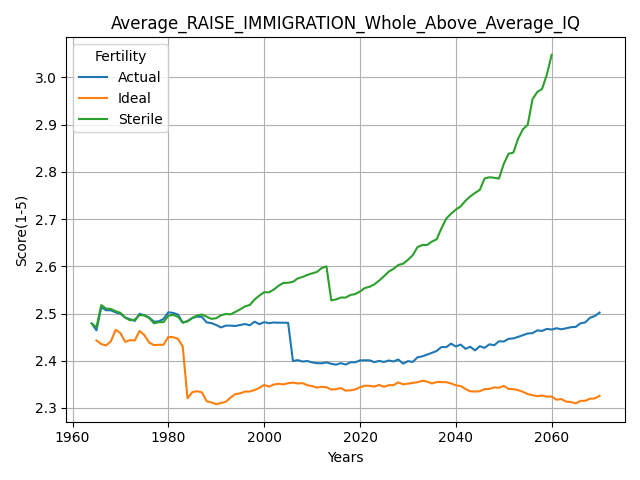 Average_RAISE_IMMIGRATION_Whole_Above_Average_IQ
Fertility
Actual
Ideal
Sterile
Score(1-5)
3.0
2.9
2.8
2.7
2.6
2.5
2.4
2.3
1960 1980 2000 2020 2040 2060
Years